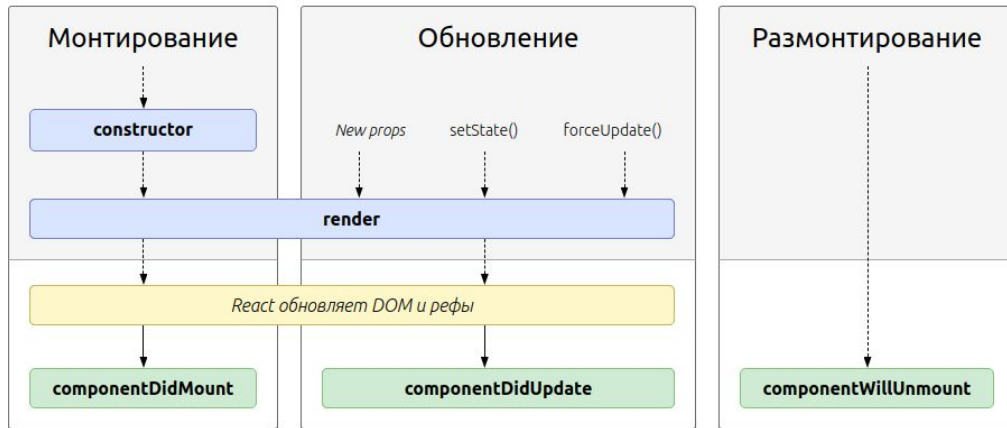 Монтирование
Обновление
Размонтирование
constructor
New props
setState()
forceUpdate()
render
React обновляет DOM и рефы
componentDidMount
componentDidUpdate
componentWillUnmount